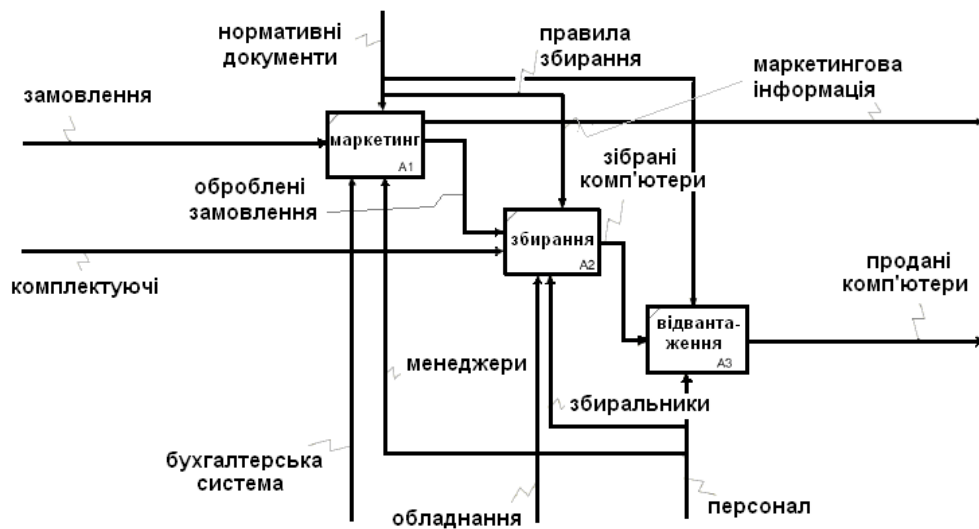 нормативні
документи
правила
збирання
маркетингова
інформація
замовлення
маркетинг
A1
зібрані
комп'ютери
оброблені
замовлення
збирання
A2
комплектуючі
продані
комп'ютери
відванта-
ження
A3
менеджери
збиральники
бухгалтерська
система
обладнання
персонал